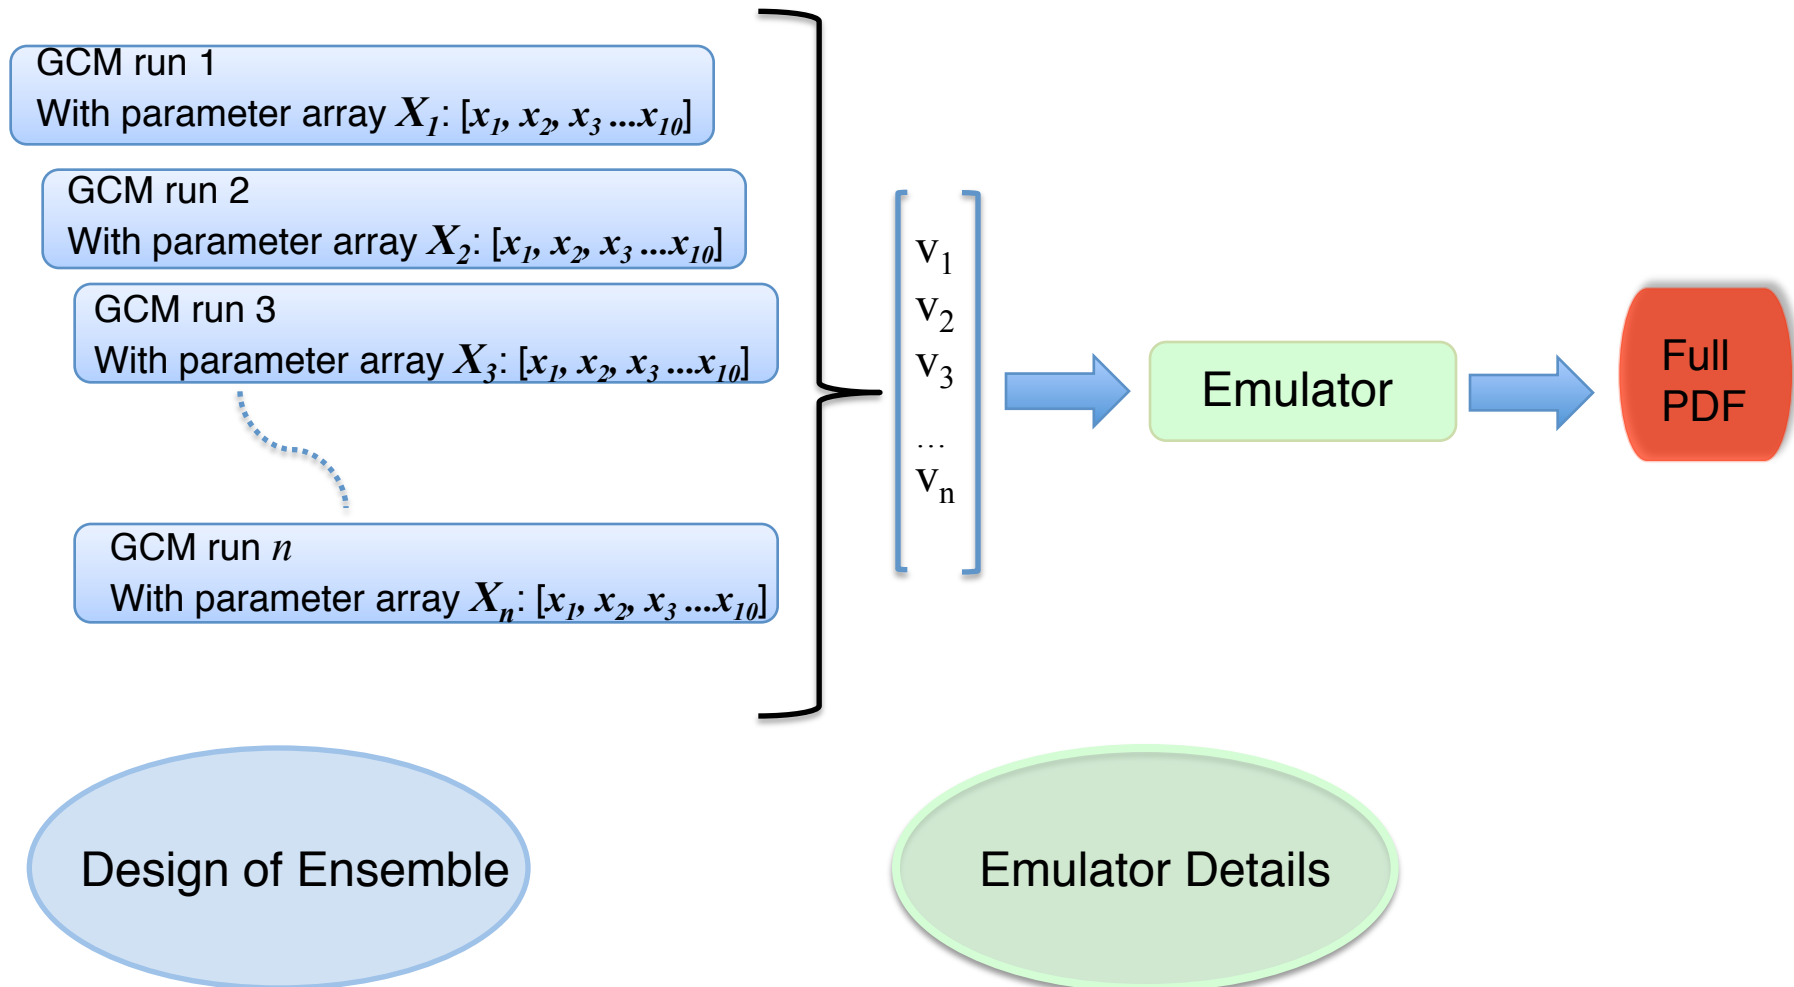 GCM run 1
With parameter array X₁: [x₁, x₂, x₃ ...x₁₀]
GCM run 2
With parameter array X₂: [x₁, x₂, x₃ ...x₁₀]
GCM run 3
With parameter array X₃: [x₁, x₂, x₃ ...x₁₀]
GCM run n
With parameter array Xₙ: [x₁, x₂, x₃ ...x₁₀]
v₁
v₂
v₃
...
vₙ
Emulator
Full
PDF
Design of Ensemble
Emulator Details